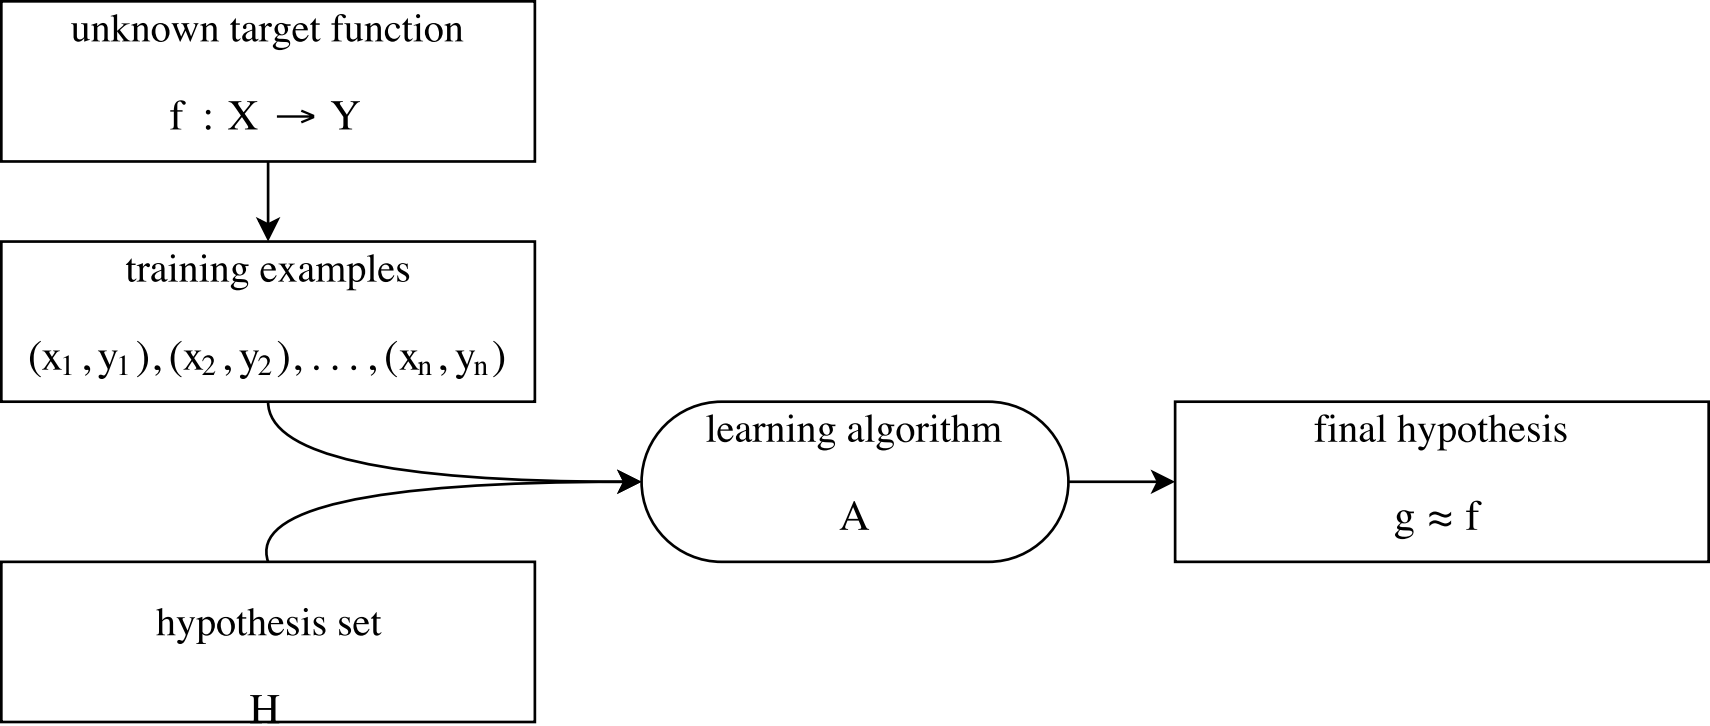 unknown target function
f : X → Y
training examples
(x₁, y₁), (x₂, y₂), ..., (xₙ, yₙ)
learning algorithm
A
final hypothesis
g ≈ f
hypothesis set
H